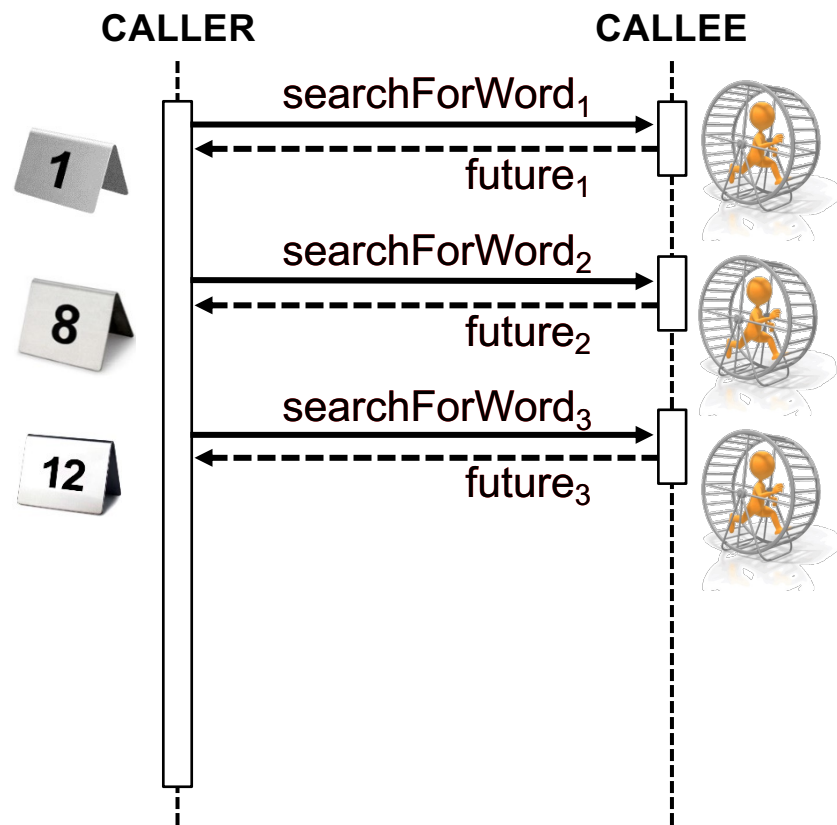 CALLER CALLEE
searchForWord₁
1
future₁
searchForWord₂
8
future₂
searchForWord₃
12
future₃